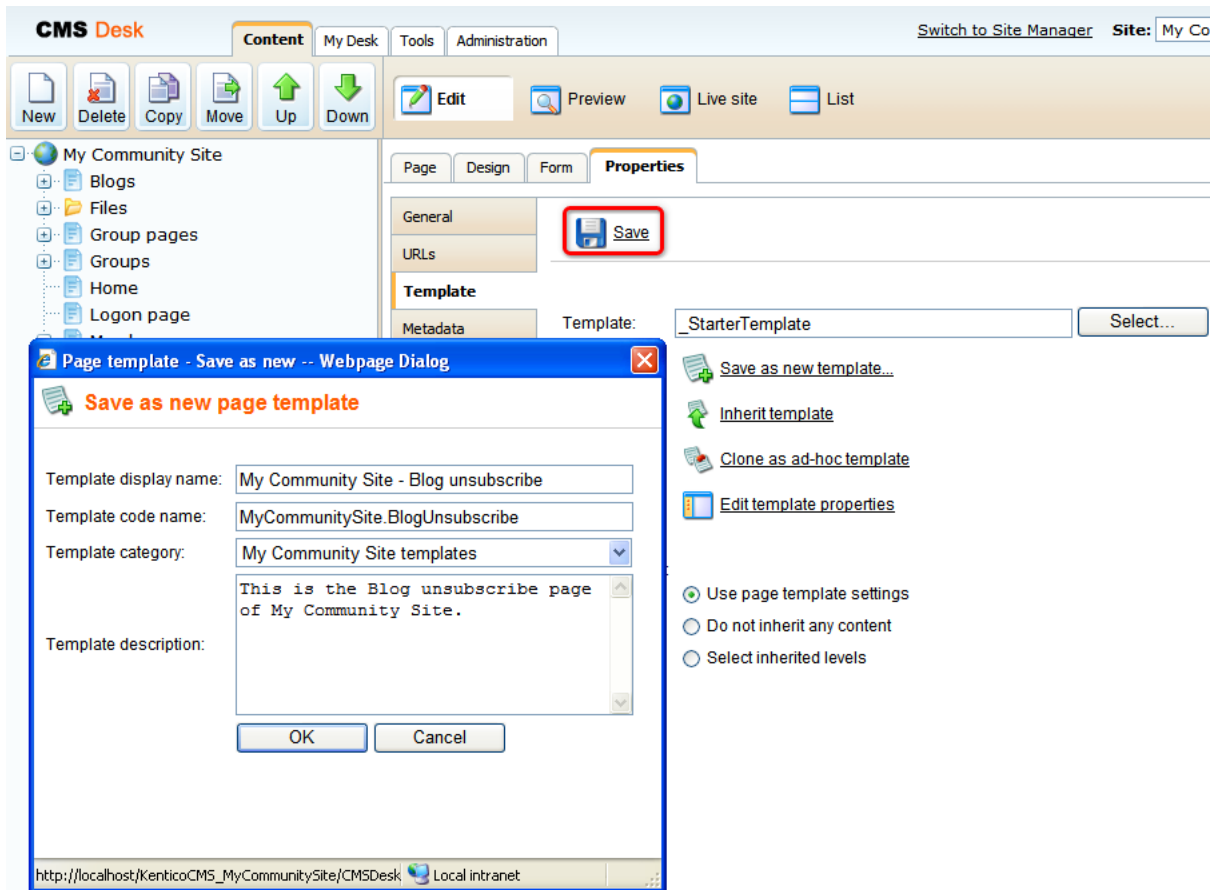 CMS Desk
Content My Desk Tools Administration
Switch to Site Manager Site: My Co
New Delete Copy Move Up Down
Edit Preview Live site List
My Community Site
Blogs
Files
Group pages
Groups
Home
Logon page
Page Design Form Properties
General
URLs
Template
Metadata
Save
Template: _StarterTemplate Select...
Save as new template...
Inherit template
Clone as ad-hoc template
Edit template properties
Use page template settings
Do not inherit any content
Select inherited levels
Page template - Save as new -- Webpage Dialog
Save as new page template
Template display name: My Community Site - Blog unsubscribe
Template code name: MyCommunitySite.BlogUnsubscribe
Template category: My Community Site templates
Template description:
This is the Blog unsubscribe page
of My Community Site.
OK Cancel
http://localhost/KenticoCMS_MyCommunitySite/CMSDesk Local intranet